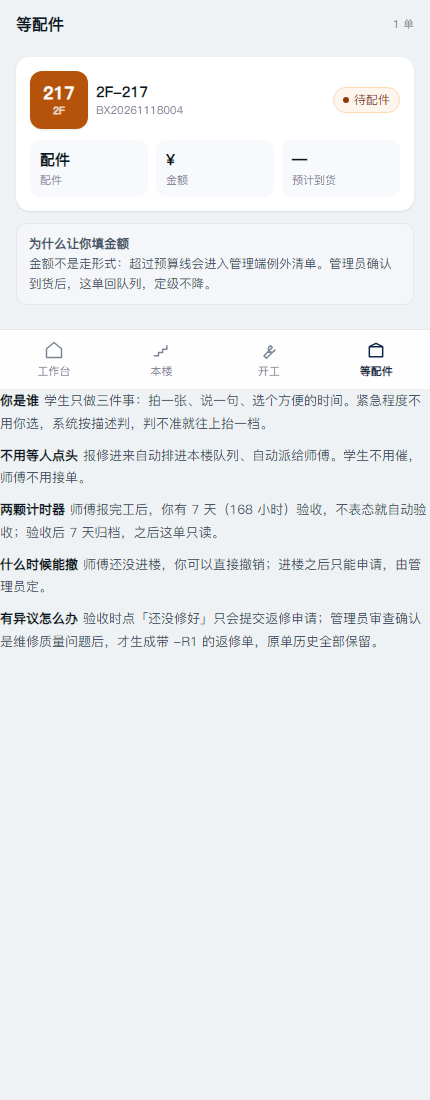 等配件
1 单
217
2F
2F-217
BX20261118004
待配件
配件
配件
¥
金额
—
预计到货
为什么让你填金额
金额不是走形式：超过预算线会进入管理端例外清单。管理员确认
到货后，这单回队列，定级不降。
工作台
本楼
开工
等配件
你是谁 学生只做三件事：拍一张、说一句、选个方便的时间。紧急程度不
用你选，系统按描述判，判不准就往上抬一档。
不用等人点头 报修进来自动排进本楼队列、自动派给师傅。学生不用催，
师傅不用接单。
两颗计时器 师傅报完工后，你有 7 天（168 小时）验收，不表态就自动验
收；验收后 7 天归档，之后这单只读。
什么时候能撤 师傅还没进楼，你可以直接撤销；进楼之后只能申请，由管
理员定。
有异议怎么办 验收时点「还没修好」只会提交返修申请；管理员审查确认
是维修质量问题后，才生成带 -R1 的返修单，原单历史全部保留。